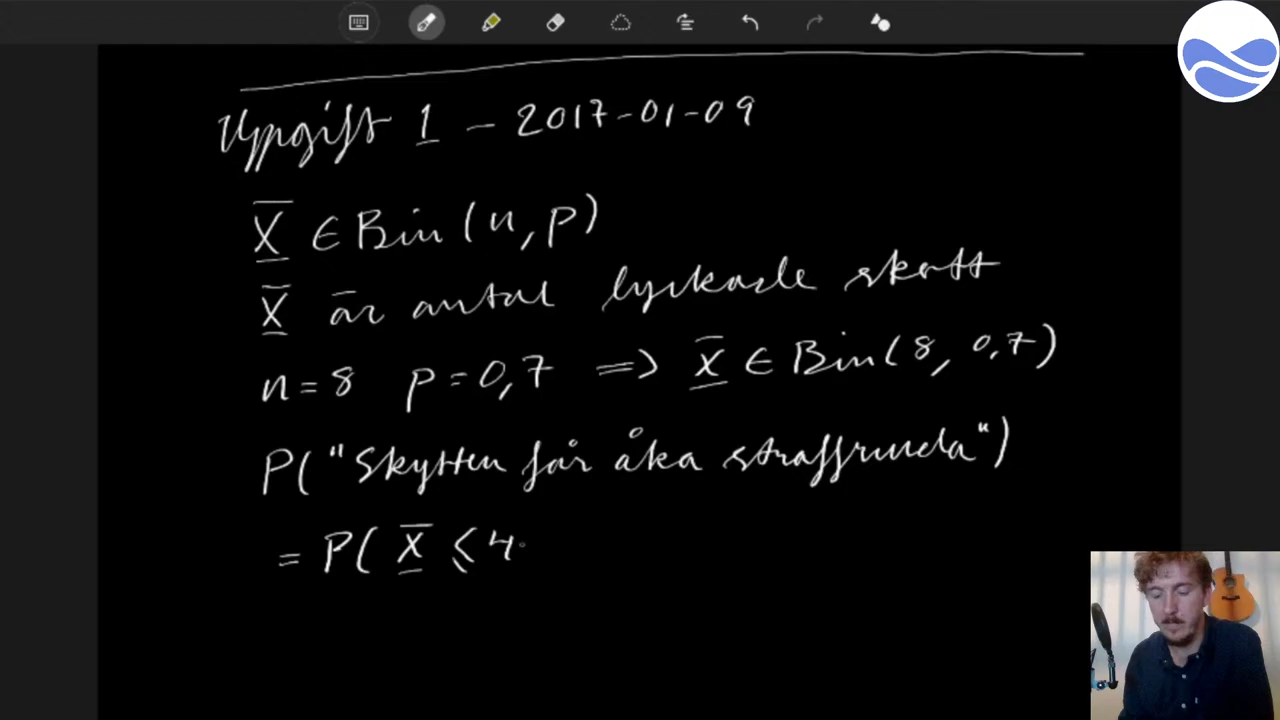 Uppgift 1 – 2017-01-09
X ∈ Bin(n, p)
X är antal lyckade skott
n=8 p=0,7 => X ∈ Bin(8, 0,7)
P("Skytten får åka straffrunda")
= P( X ≤ 4